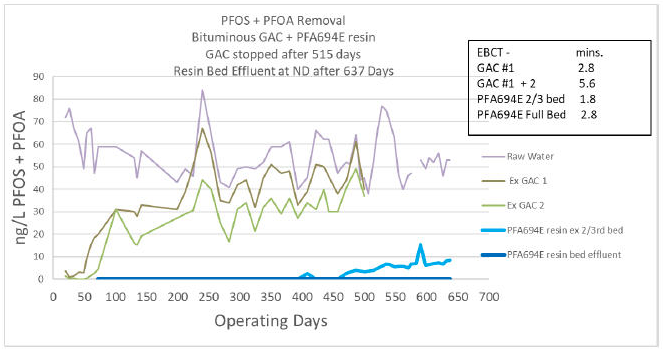 PFOS + PFOA Removal
Bituminous GAC + PFA694E resin
GAC stopped after 515 days
Resin Bed Effluent at ND after 637 Days
EBCT - mins.
GAC #1 2.8
GAC #1 + 2 5.6
PFA694E 2/3 bed 1.8
PFA694E Full Bed 2.8
ng/L PFOS + PFOA
90
80
70
60
50
40
30
20
10
0
0 50 100 150 200 250 300 350 400 450 500 550 600 650 700
Operating Days
Raw Water
Ex GAC 1
Ex GAC 2
PFA694E resin ex 2/3rd bed
PFA694E resin bed effluent